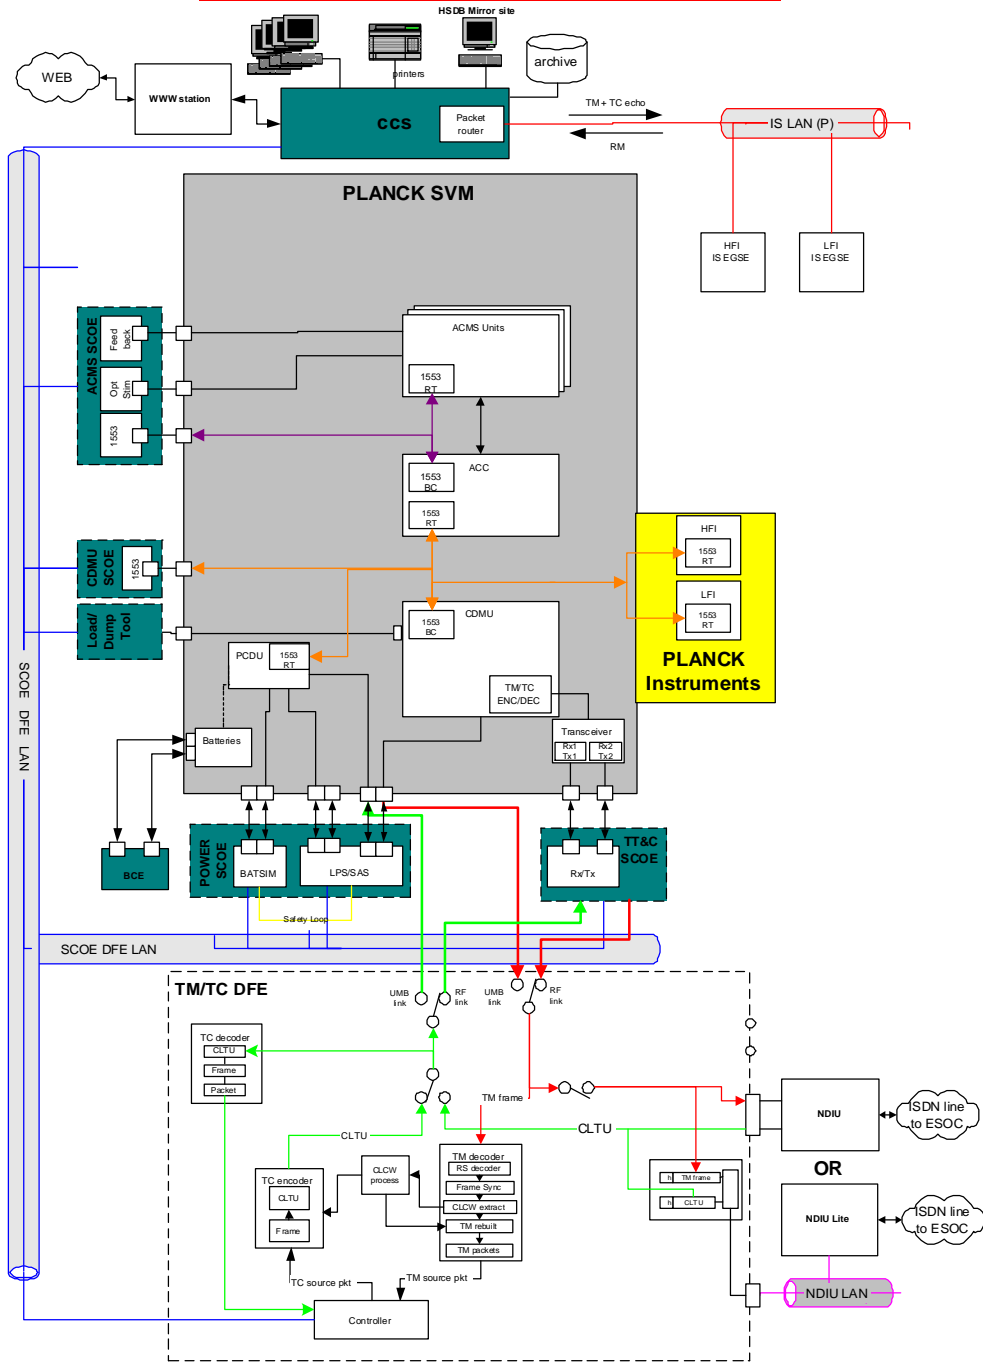 HSDB Mirror site
printers
archive
WEB
WWW station
CCS
Packet
router
TM + TC echo
RM
IS LAN (P)
HFI
IS EGSE
LFI
IS EGSE
PLANCK SVM
ACMS SCOE
Feed
back
Opt
Stim
1553
ACMS Units
1553
RT
ACC
1553
BC
1553
RT
CDMU
SCOE
1553
Load/
Dump
Tool
CDMU
1553
BC
TM/TC
ENC/DEC
HFI
1553
RT
LFI
1553
RT
PLANCK
Instruments
PCDU
1553
RT
Batteries
Transceiver
Rx1
Tx1
Rx2
Tx2
SCOE DFE LAN
BCE
POWER
SCOE
BATSIM
LPS/SAS
Safety Loop
TT&C
SCOE
Rx/Tx
SCOE DFE LAN
TM/TC DFE
UMB
link
RF
link
UMB
link
RF
link
TC decoder
CLTU
Frame
Packet
TM frame
CLTU
CLTU
NDIU
ISDN line
to ESOC
OR
TC encoder
CLTU
Frame
CLCW
process
TM decoder
RS decoder
Frame Sync
CLCW extract
TM rebuilt
TM packets
h TM frame
h CLTU
NDIU Lite
ISDN line
to ESOC
TC source pkt
TM source pkt
Controller
NDIU LAN